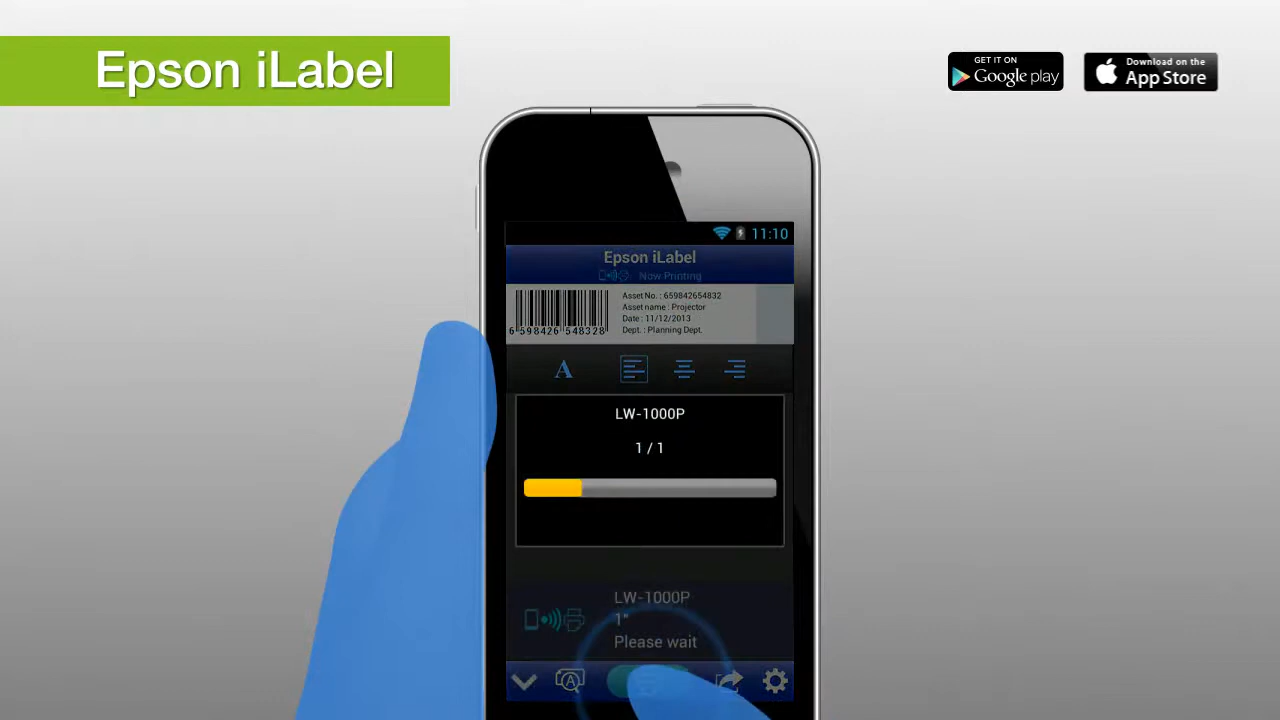 Epson iLabel
GET IT ON
Google play
Download on the
App Store
11:10
Epson iLabel
Now Printing
Asset No. : 659842654832
Asset name : Projector
Date : 11/12/2013
Dept. : Planning Dept.
6 598426 548328
A
LW-1000P
1 / 1
LW-1000P
1"
Please wait
A